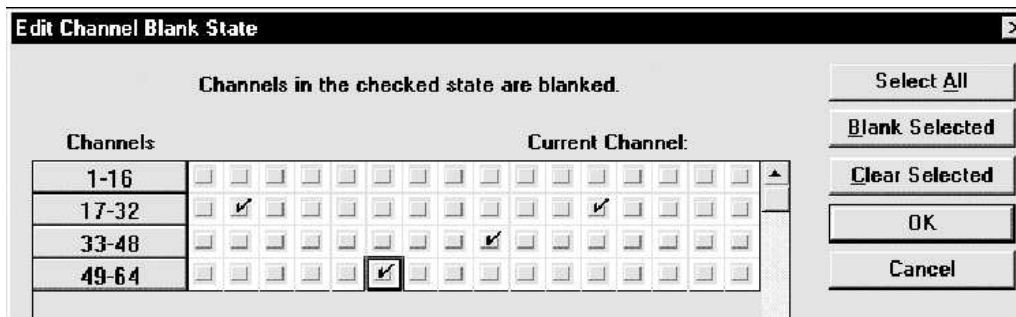 Edit Channel Blank State
Channels in the checked state are blanked.
Select All
Blank Selected
Channels
Current Channel:
1-16
Clear Selected
17-32
OK
33-48
Cancel
49-64